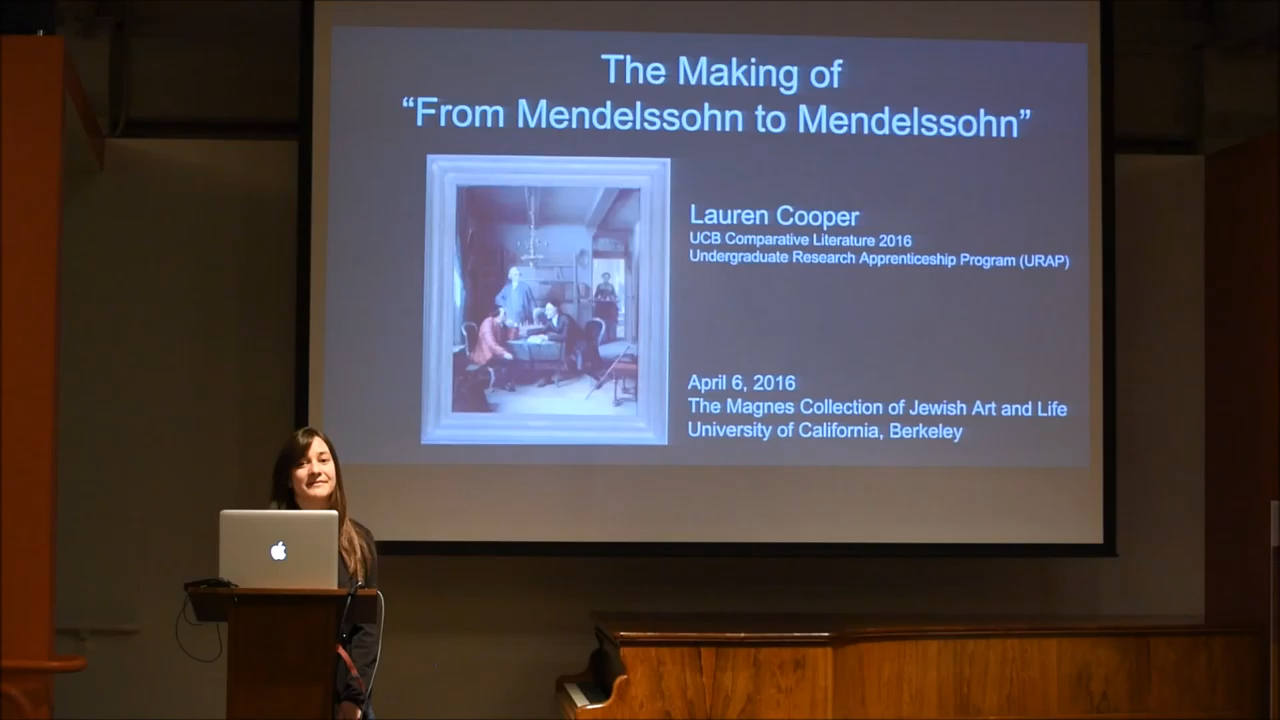 The Making of
“From Mendelssohn to Mendelssohn”
Lauren Cooper
UCB Comparative Literature 2016
Undergraduate Research Apprenticeship Program (URAP)
April 6, 2016
The Magnes Collection of Jewish Art and Life
University of California, Berkeley